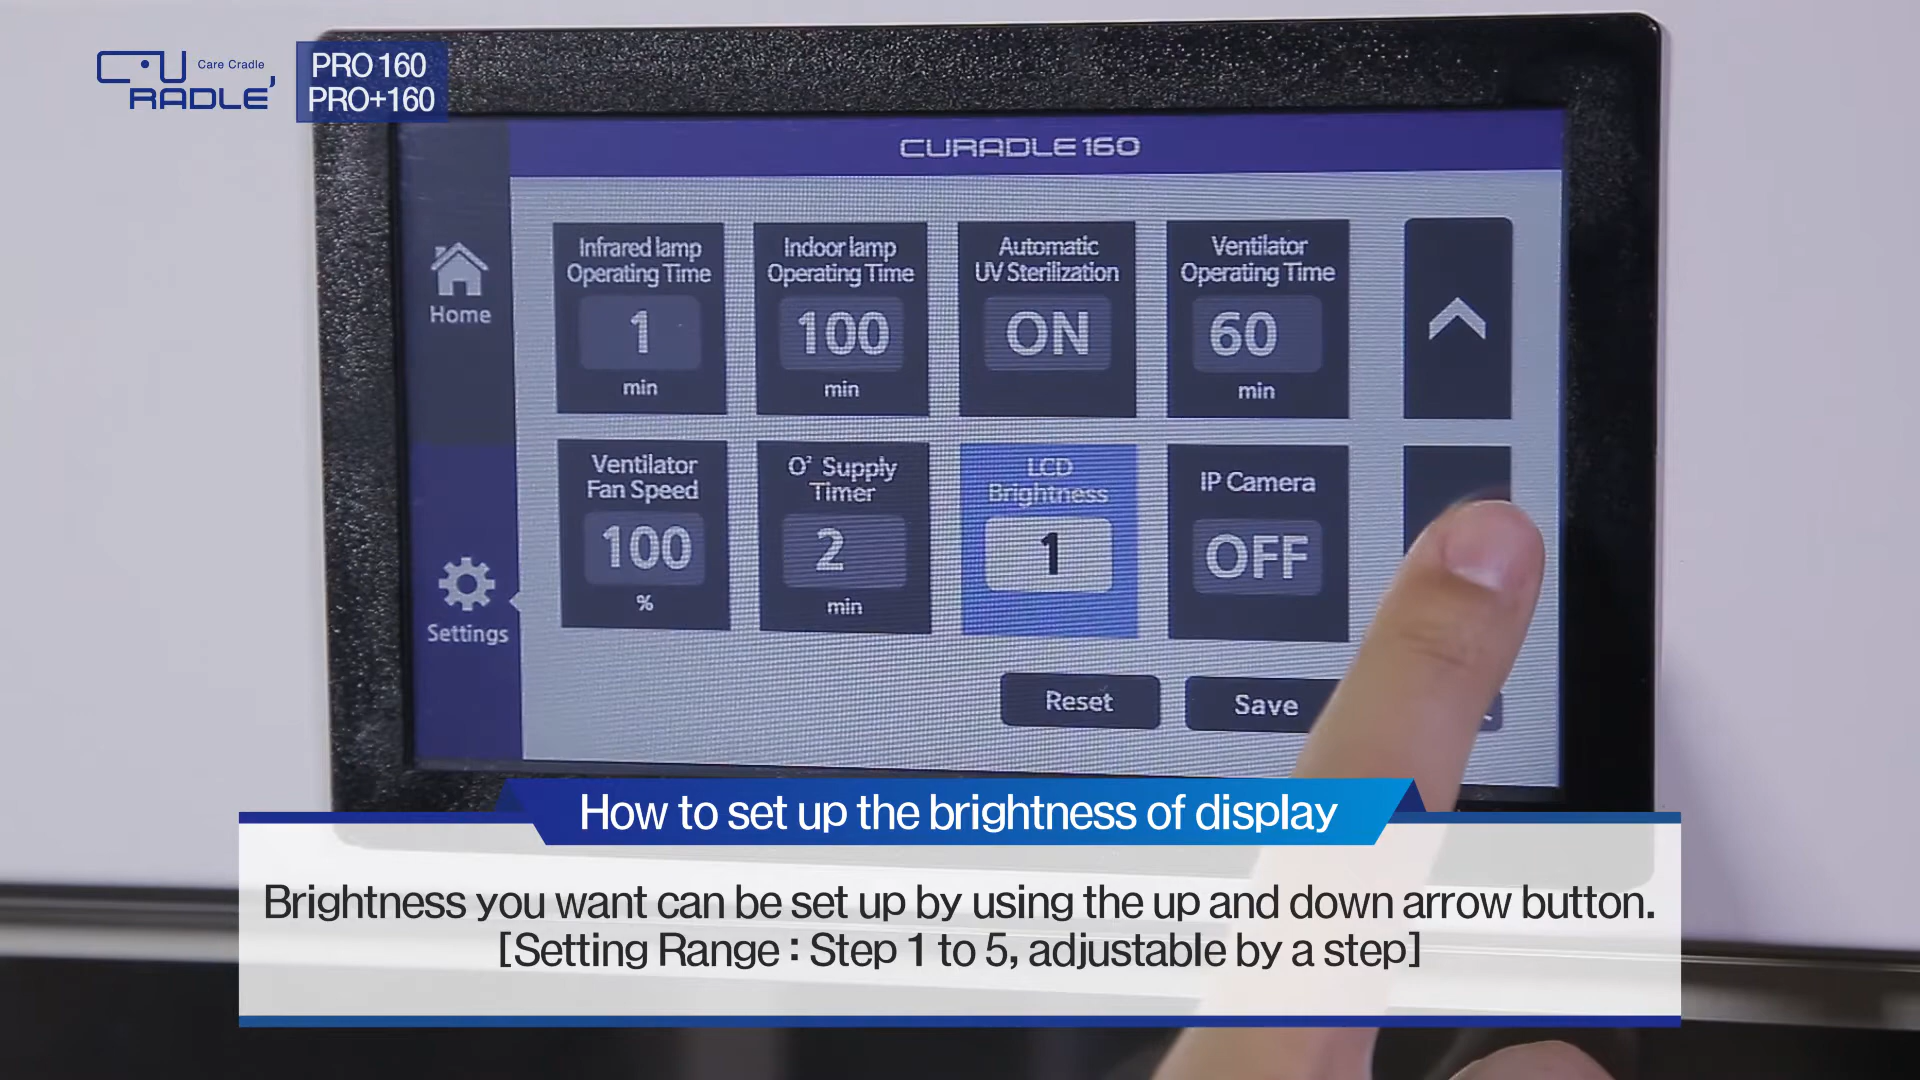 CURADLE
Care Cradle
PRO 160
PRO+160
CURADLE160
Home
Settings
Infrared lamp
Operating Time
1
min
Indoor lamp
Operating Time
100
min
Automatic
UV Sterilization
ON
Ventilator
Operating Time
60
min
Ventilator
Fan Speed
100
%
O² Supply
Timer
2
min
LCD
Brightness
1
IP Camera
OFF
Reset
Save
How to set up the brightness of display
Brightness you want can be set up by using the up and down arrow button.
[Setting Range : Step 1 to 5, adjustable by a step]